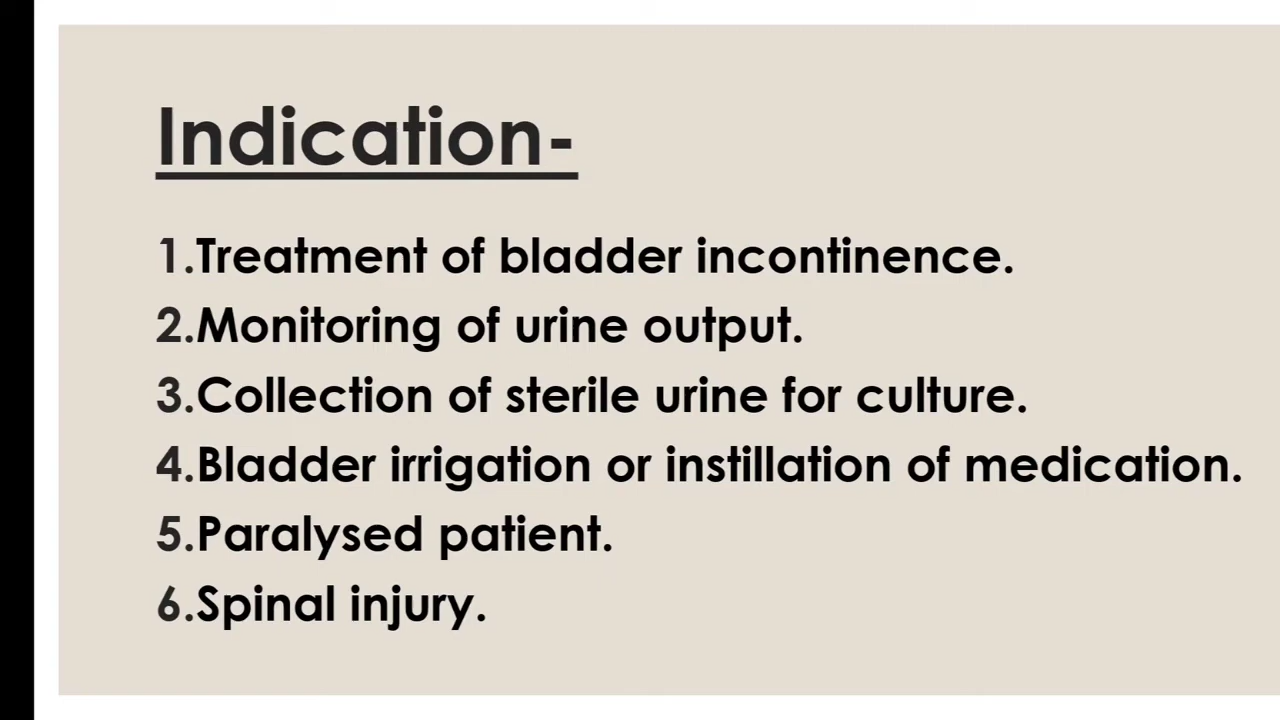 Indication-
1.Treatment of bladder incontinence.
2.Monitoring of urine output.
3.Collection of sterile urine for culture.
4.Bladder irrigation or instillation of medication.
5.Paralysed patient.
6.Spinal injury.